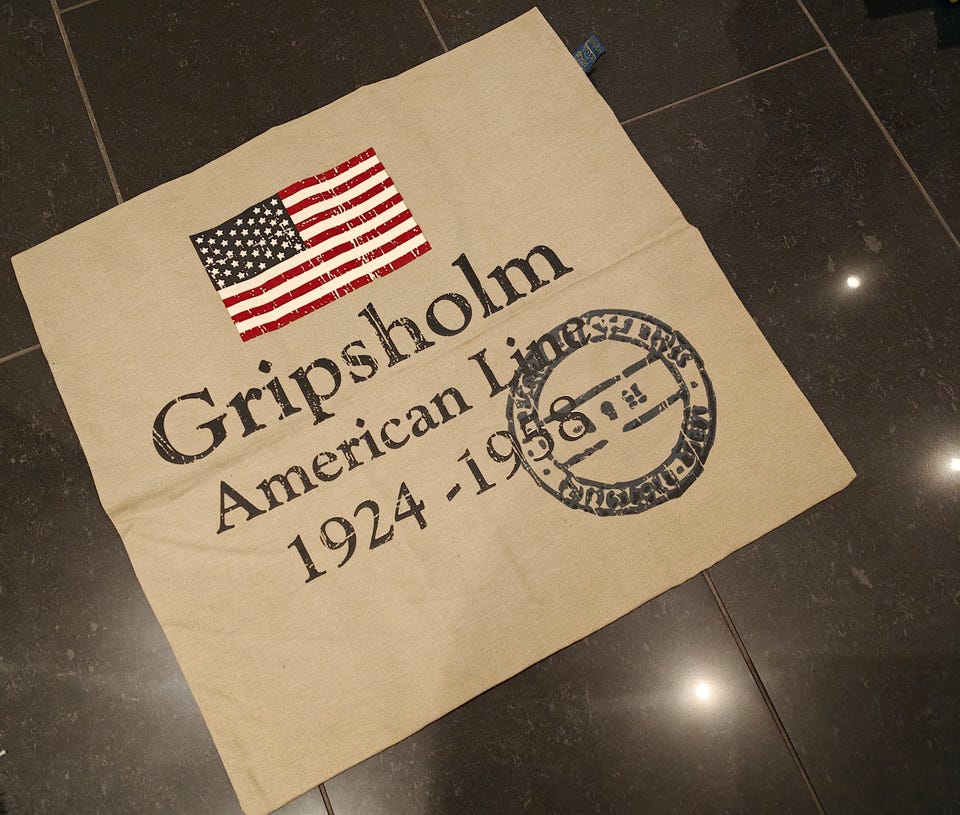 Gripsholm
American Line
1924 - 1958